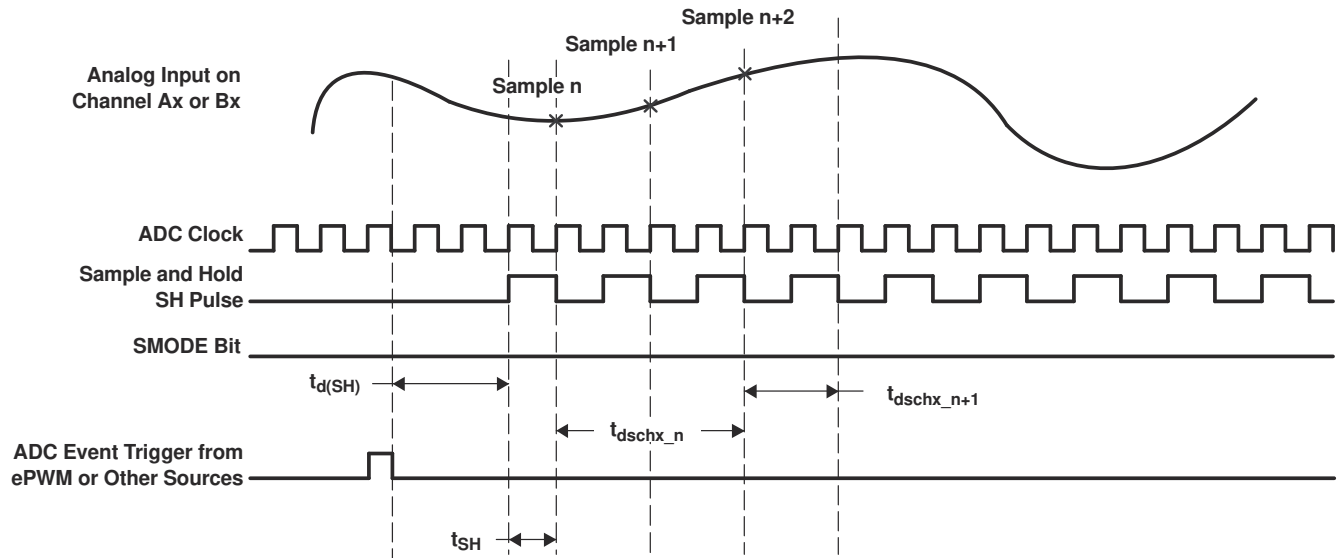 Sample n+2
Sample n+1
Analog Input on
Channel Ax or Bx
Sample n
ADC Clock
Sample and Hold
SH Pulse
SMODE Bit
td(SH)
tdschx_n+1
tdschx_n
ADC Event Trigger from
ePWM or Other Sources
tSH